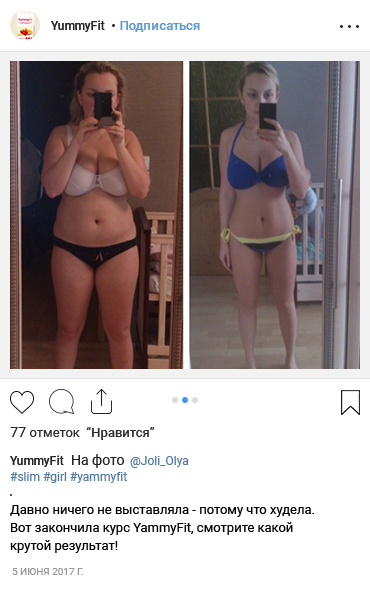 YummyFit • Подписаться
77 отметок “Нравится”
YummyFit На фото @Joli_Olya
#slim #girl #yammyfit
.
Давно ничего не выставляла - потому что худела.
Вот закончила курс YammyFit, смотрите какой
крутой результат!
5 ИЮНЯ 2017 Г.